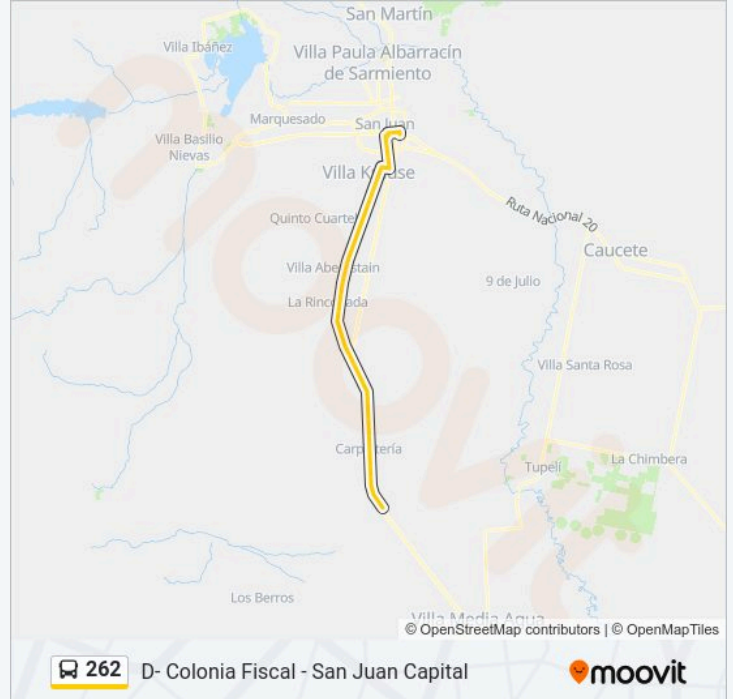 San Martín
Villa Ibáñez
Villa Paula Albarracín
de Sarmiento
Marquesado
San Juan
Villa Basilio
Nievas
Villa Krause
Quinto Cuartel
Ruta Nacional 20
Caucete
Villa Aberastain
9 de Julio
La Rinconada
Villa Santa Rosa
Carpintería
La Chimbera
Tupelí
Los Berros
Villa Media Agua
© OpenStreetMap contributors | © OpenMapTiles
262 D- Colonia Fiscal - San Juan Capital
moovit